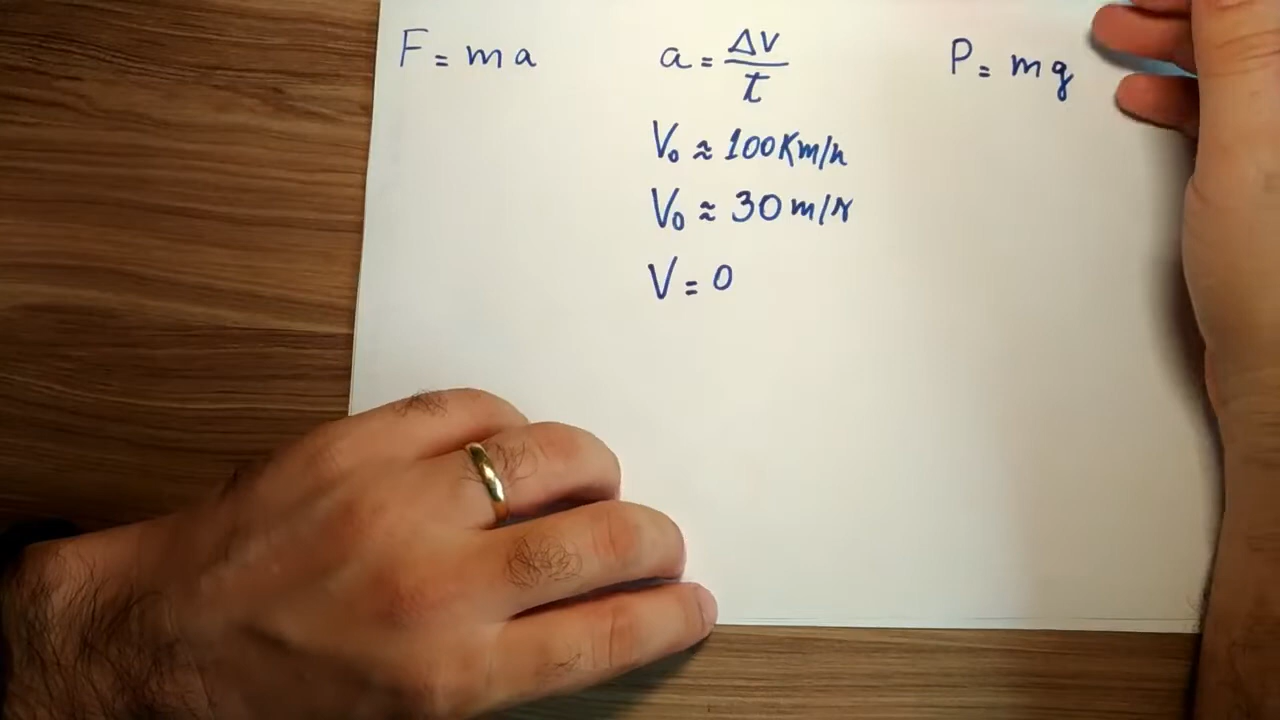 F = ma
a = ΔV/t
P = mg
V₀ ≈ 100 Km/h
V₀ ≈ 30 m/s
V = 0